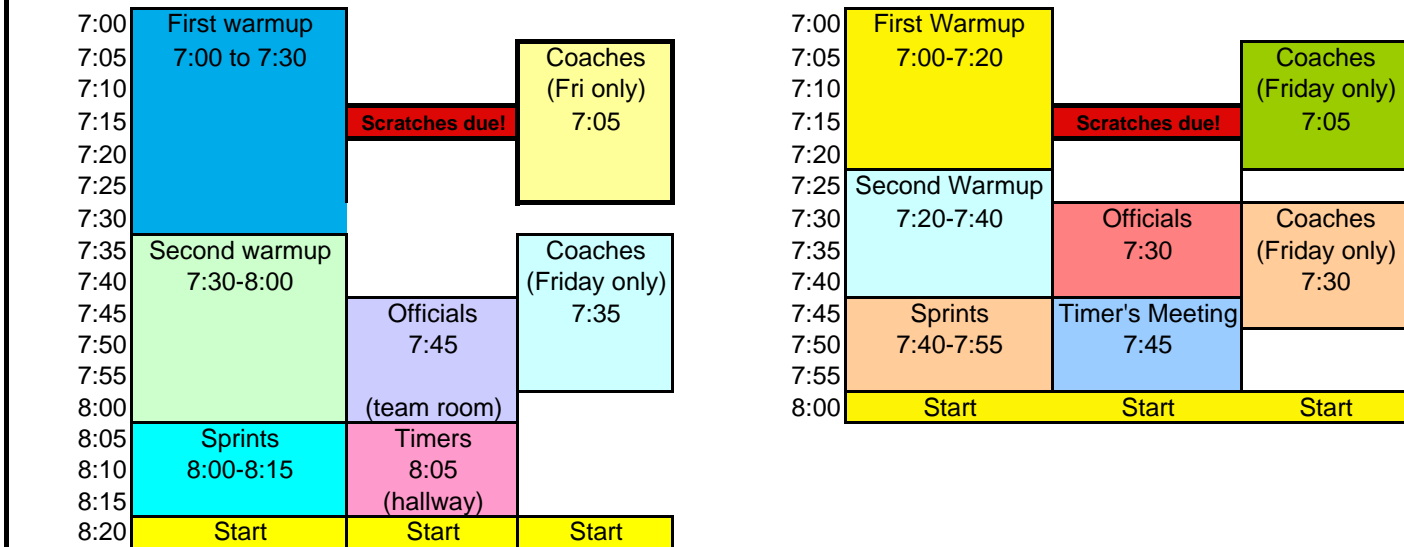 7:00 First warmup
7:05 7:00 to 7:30 Coaches
7:10 (Fri only)
7:15 Scratches due! 7:05
7:20
7:25
7:30
7:35 Second warmup Coaches
7:40 7:30-8:00 (Friday only)
7:45 Officials 7:35
7:50 7:45
7:55
8:00 (team room)
8:05 Sprints Timers
8:10 8:00-8:15 8:05
8:15 (hallway)
8:20 Start Start Start
7:00 First Warmup
7:05 7:00-7:20 Coaches
7:10 (Friday only)
7:15 Scratches due! 7:05
7:20
7:25 Second Warmup
7:30 7:20-7:40 Officials Coaches
7:35 7:30 (Friday only)
7:40 7:30
7:45 Sprints Timer's Meeting
7:50 7:40-7:55 7:45
7:55
8:00 Start Start Start